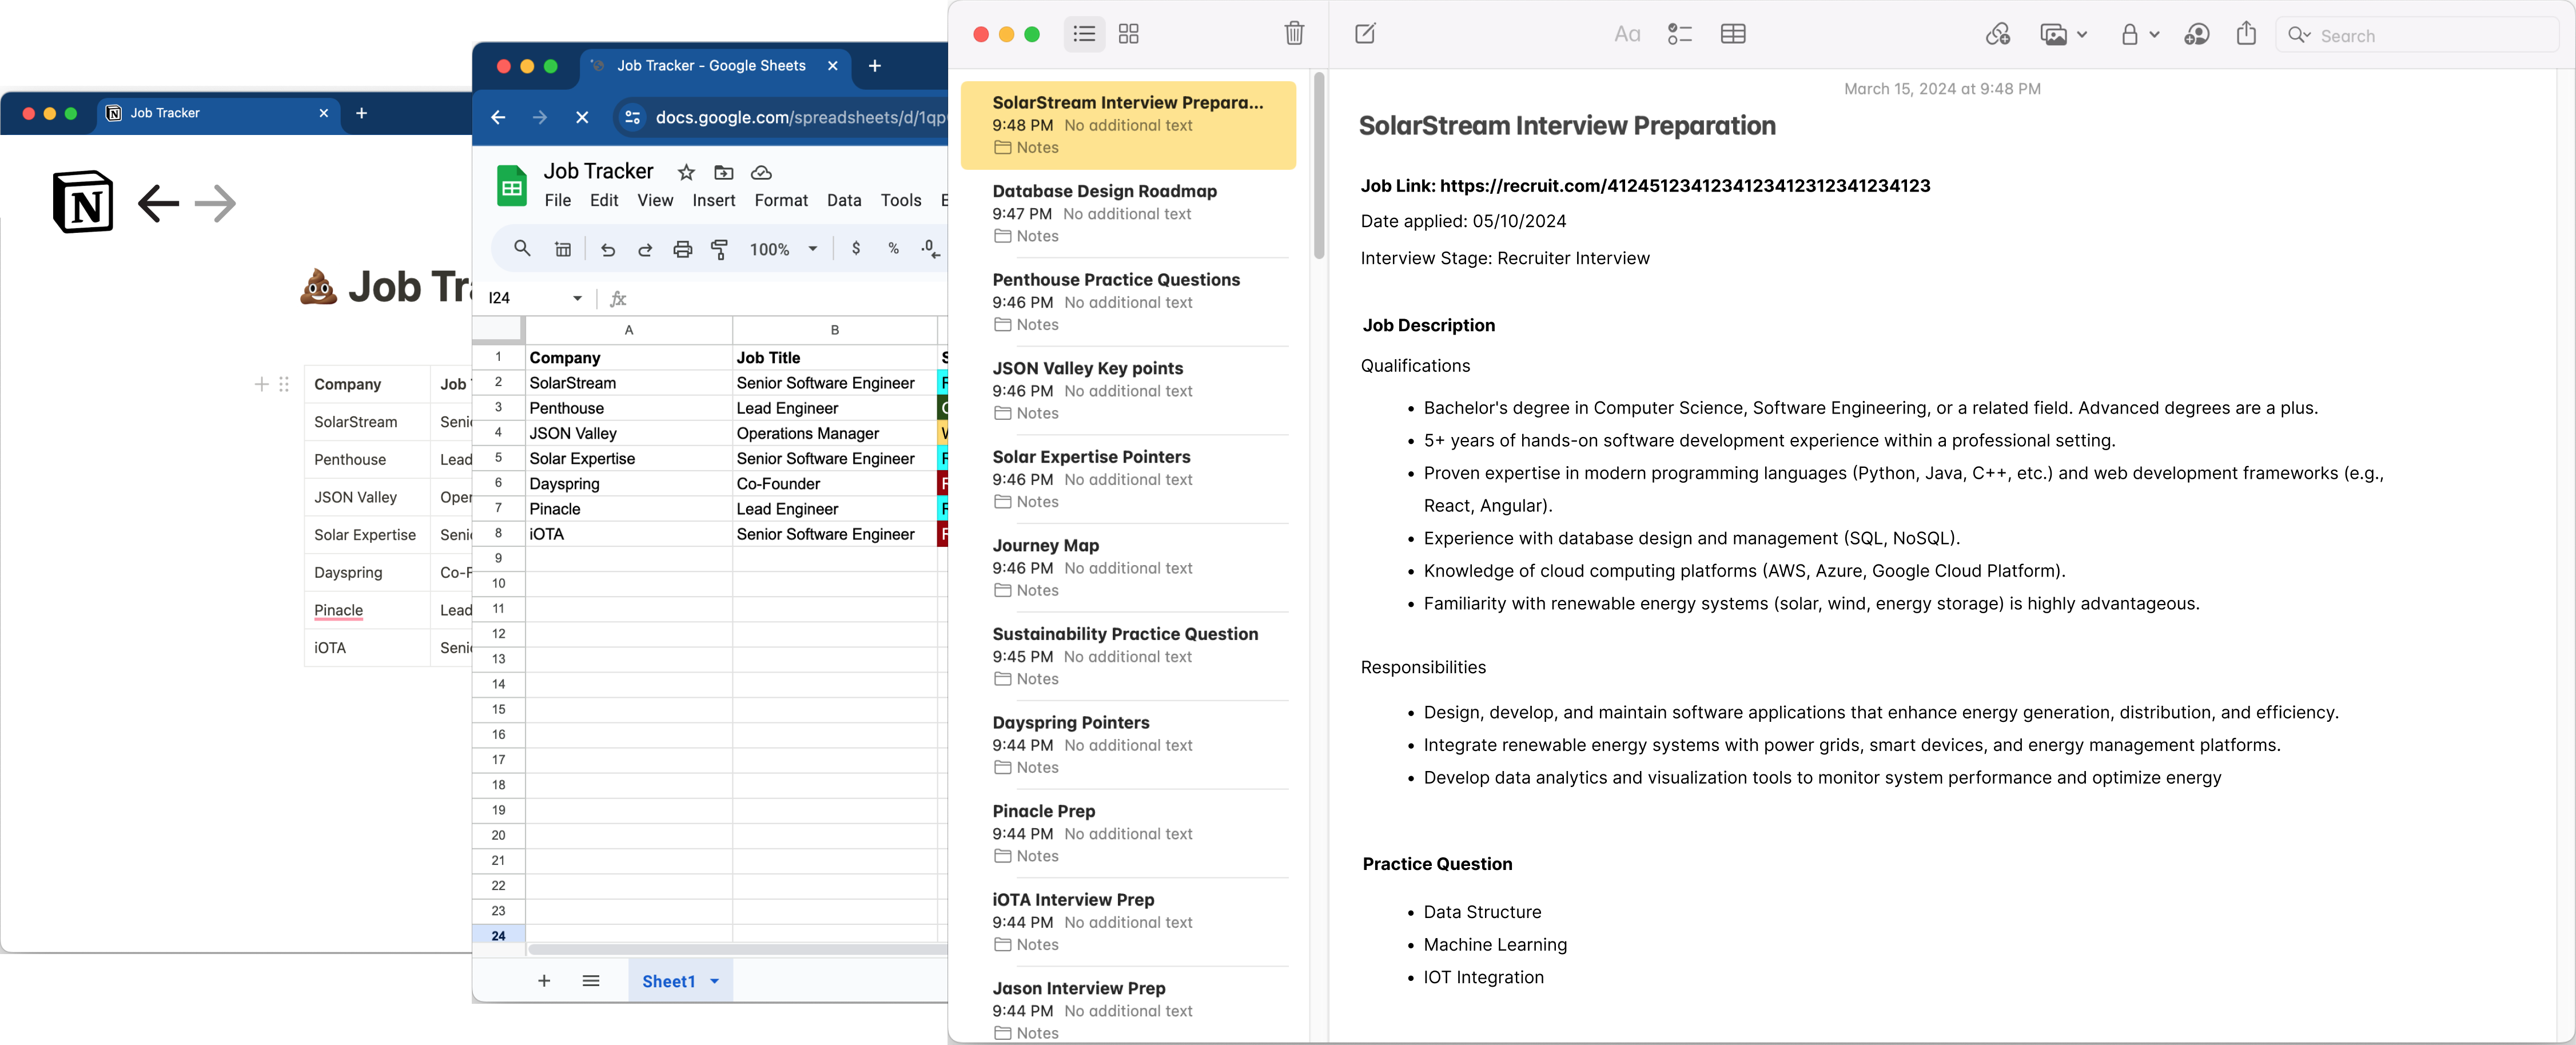 Job Tracker
Job Tra
Company Job
SolarStream Seni
Penthouse Lead
JSON Valley Oper
Solar Expertise Seni
Dayspring Co-F
Pinacle Lead
iOTA Seni
Job Tracker - Google Sheets
docs.google.com/spreadsheets/d/1qp
Job Tracker
File Edit View Insert Format Data Tools E
100% $ % .0
I24 fx
A B
1 Company Job Title S
2 SolarStream Senior Software Engineer F
3 Penthouse Lead Engineer C
4 JSON Valley Operations Manager V
5 Solar Expertise Senior Software Engineer F
6 Dayspring Co-Founder F
7 Pinacle Lead Engineer F
8 iOTA Senior Software Engineer F
9
10
11
12
13
14
15
16
17
18
19
20
21
22
23
24
Sheet1
SolarStream Interview Prepara...
9:48 PM No additional text
Notes
Database Design Roadmap
9:47 PM No additional text
Notes
Penthouse Practice Questions
9:46 PM No additional text
Notes
JSON Valley Key points
9:46 PM No additional text
Notes
Solar Expertise Pointers
9:46 PM No additional text
Notes
Journey Map
9:46 PM No additional text
Notes
Sustainability Practice Question
9:45 PM No additional text
Notes
Dayspring Pointers
9:44 PM No additional text
Notes
Pinacle Prep
9:44 PM No additional text
Notes
iOTA Interview Prep
9:44 PM No additional text
Notes
Jason Interview Prep
9:44 PM No additional text
Notes
Aa
Search
March 15, 2024 at 9:48 PM
SolarStream Interview Preparation
Job Link: https://recruit.com/41245123412341234123123412341 23
Date applied: 05/10/2024
Interview Stage: Recruiter Interview
Job Description
Qualifications
• Bachelor's degree in Computer Science, Software Engineering, or a related field. Advanced degrees are a plus.
• 5+ years of hands-on software development experience within a professional setting.
• Proven expertise in modern programming languages (Python, Java, C++, etc.) and web development frameworks (e.g.,
React, Angular).
• Experience with database design and management (SQL, NoSQL).
• Knowledge of cloud computing platforms (AWS, Azure, Google Cloud Platform).
• Familiarity with renewable energy systems (solar, wind, energy storage) is highly advantageous.
Responsibilities
• Design, develop, and maintain software applications that enhance energy generation, distribution, and efficiency.
• Integrate renewable energy systems with power grids, smart devices, and energy management platforms.
• Develop data analytics and visualization tools to monitor system performance and optimize energy
Practice Question
• Data Structure
• Machine Learning
• IOT Integration